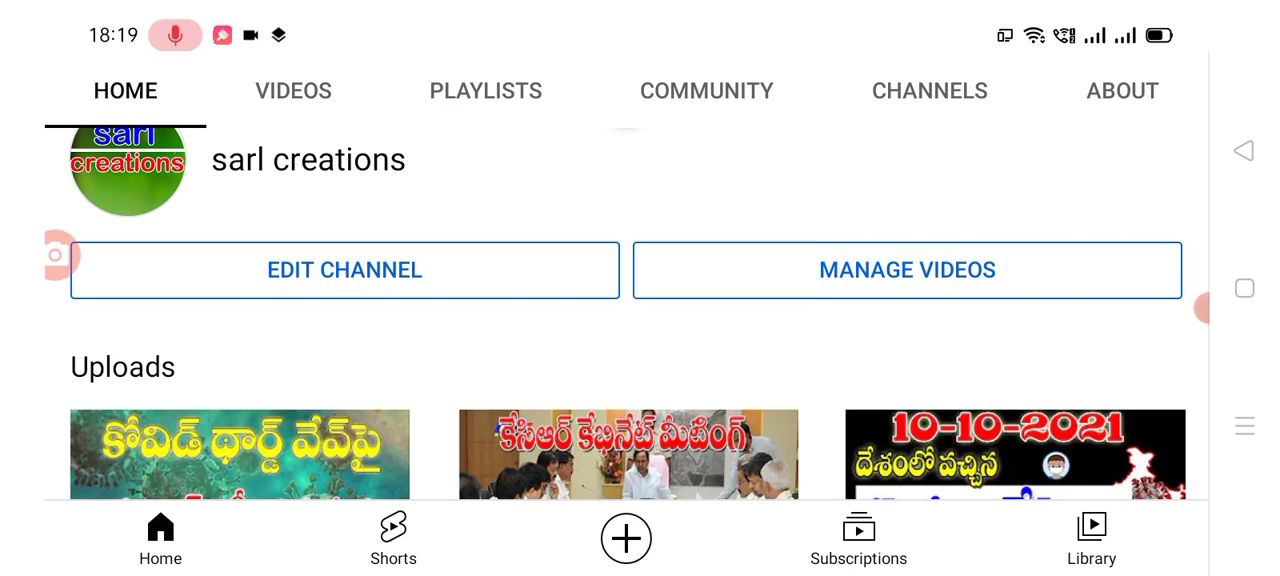 18:19
HOME VIDEOS PLAYLISTS COMMUNITY CHANNELS ABOUT
sarl
creations
sarl creations
EDIT CHANNEL MANAGE VIDEOS
Uploads
కోవిడ్ థార్డ్ వేవ్‌పై
కేసీఆర్ కేబినేట్ మీటింగ్
10-10-2021
దేశంలో వచ్చిన
Home Shorts Subscriptions Library